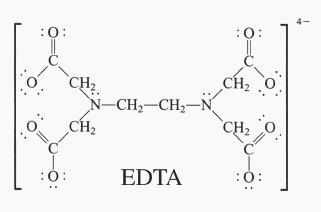 :O: :O: 4−
C C
O CH₂ CH₂ O
N—CH₂—CH₂—N
O CH₂ CH₂ O
C C
:O: EDTA :O: